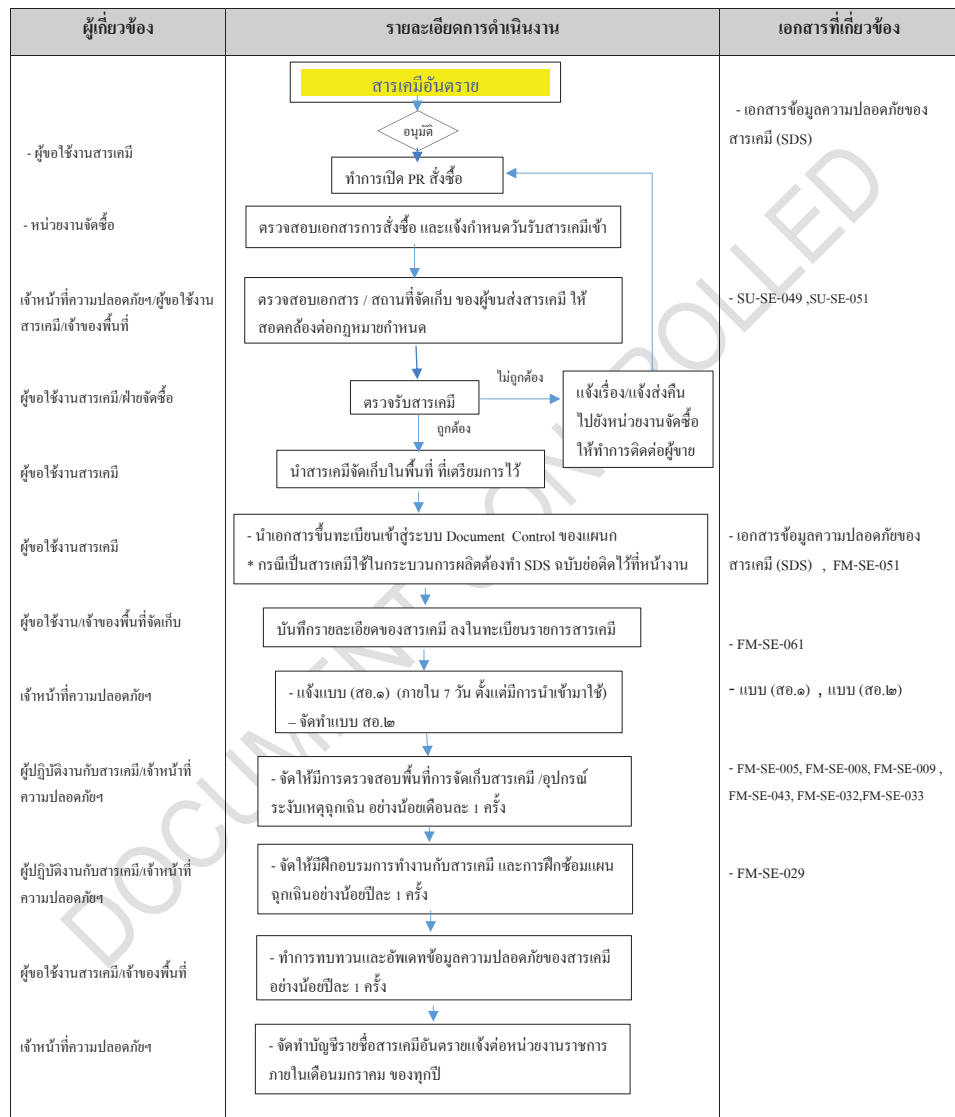 ผู้เกี่ยวข้อง
รายละเอียดการดำเนินงาน
เอกสารที่เกี่ยวข้อง
สารเคมีอันตราย
- เอกสารข้อมูลความปลอดภัยของ
สารเคมี (SDS)
อนุมัติ
- ผู้ขอใช้งานสารเคมี
ทำการเปิด PR สั่งซื้อ
- หน่วยงานจัดซื้อ
ตรวจสอบเอกสารการสั่งซื้อ และแจ้งกำหนดวันรับสารเคมีเข้า
เจ้าหน้าที่ความปลอดภัยฯ/ผู้ขอใช้งาน
สารเคมี/เจ้าของพื้นที่
ตรวจสอบเอกสาร / สถานที่จัดเก็บ ของผู้ขนส่งสารเคมี ให้
สอดคล้องต่อกฎหมายกำหนด
- SU-SE-049 ,SU-SE-051
ผู้ขอใช้งานสารเคมี/ฝ่ายจัดซื้อ
ตรวจรับสารเคมี
ไม่ถูกต้อง
แจ้งเรื่อง/แจ้งส่งคืน
ไปยังหน่วยงานจัดซื้อ
ให้ทำการติดต่อผู้ขาย
ถูกต้อง
ผู้ขอใช้งานสารเคมี
นำสารเคมีจัดเก็บในพื้นที่ ที่เตรียมการไว้
ผู้ขอใช้งานสารเคมี
- นำเอกสารขึ้นทะเบียนเข้าสู่ระบบ Document Control ของแผนก
* กรณีเป็นสารเคมีใช้ในกระบวนการผลิตต้องทำ SDS ฉบับย่อติดไว้ที่หน้างาน
- เอกสารข้อมูลความปลอดภัยของ
สารเคมี (SDS) , FM-SE-051
ผู้ขอใช้งาน/เจ้าของพื้นที่จัดเก็บ
บันทึกรายละเอียดของสารเคมี ลงในทะเบียนรายการสารเคมี
- FM-SE-061
เจ้าหน้าที่ความปลอดภัยฯ
- แจ้งแบบ (สอ.๑) (ภายใน 7 วัน ตั้งแต่มีการนำเข้ามาใช้)
– จัดทำแบบ สอ.๒
- แบบ (สอ.๑) , แบบ (สอ.๒)
ผู้ปฏิบัติงานกับสารเคมี/เจ้าหน้าที่
ความปลอดภัยฯ
- จัดให้มีการตรวจสอบพื้นที่การจัดเก็บสารเคมี /อุปกรณ์
ระงับเหตุฉุกเฉิน อย่างน้อยเดือนละ 1 ครั้ง
- FM-SE-005, FM-SE-008, FM-SE-009 ,
FM-SE-043, FM-SE-032,FM-SE-033
ผู้ปฏิบัติงานกับสารเคมี/เจ้าหน้าที่
ความปลอดภัยฯ
- จัดให้มีฝึกอบรมการทำงานกับสารเคมี และการฝึกซ้อมแผน
ฉุกเฉินอย่างน้อยปีละ 1 ครั้ง
- FM-SE-029
ผู้ขอใช้งานสารเคมี/เจ้าของพื้นที่
- ทำการทบทวนและอัพเดทข้อมูลความปลอดภัยของสารเคมี
อย่างน้อยปีละ 1 ครั้ง
เจ้าหน้าที่ความปลอดภัยฯ
- จัดทำบัญชีรายชื่อสารเคมีอันตรายแจ้งต่อหน่วยงานราชการ
ภายในเดือนมกราคม ของทุกปี
DOCUMENT CONTROLLED